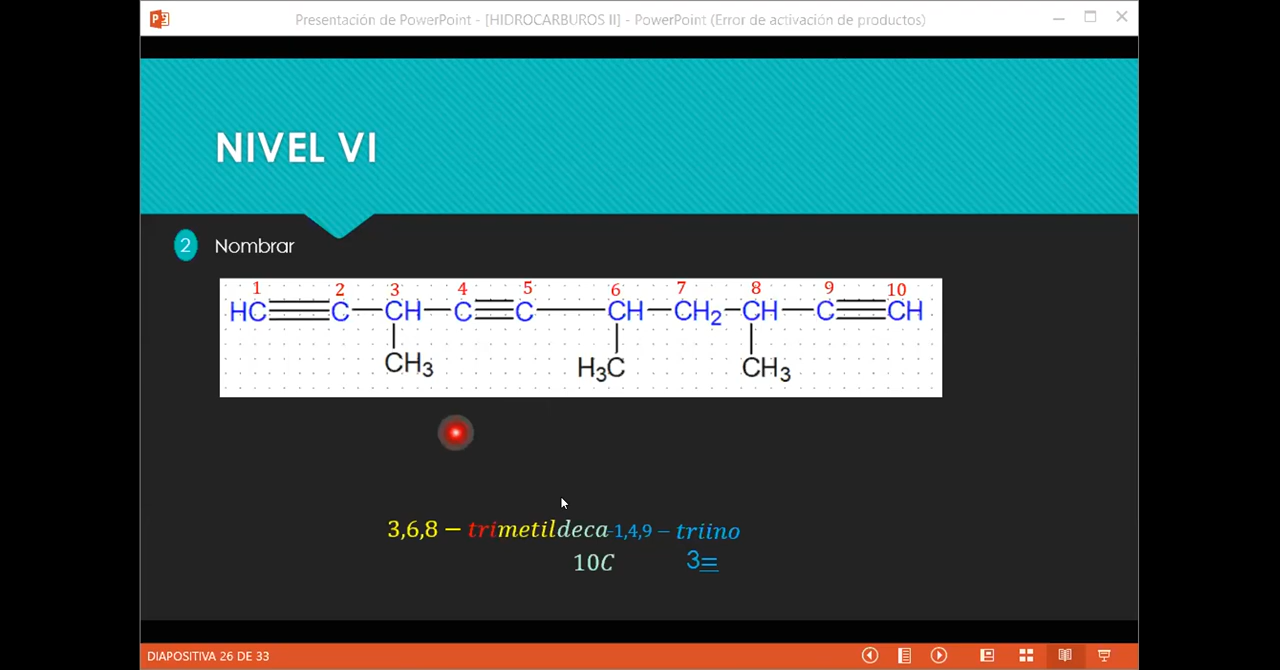 Presentación de PowerPoint - [HIDROCARBUROS II] - PowerPoint (Error de activación de productos)
NIVEL VI
2 Nombrar
1 2 3 4 5 6 7 8 9 10
HC≡C—CH—C≡C—CH—CH₂—CH—C≡CH
CH₃ H₃C CH₃
3,6,8 − trimetildeca-1,4,9 − triino
10C 3≡
DIAPOSITIVA 26 DE 33